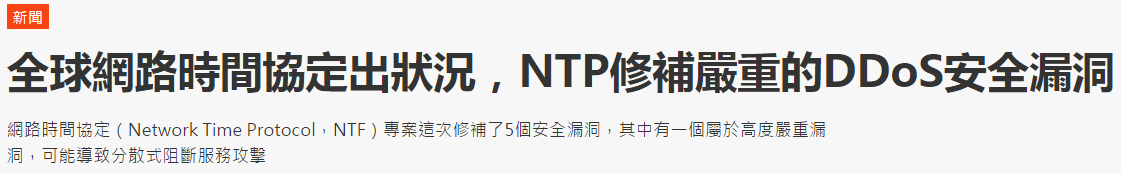 新聞
全球網路時間協定出狀況，NTP修補嚴重的DDoS安全漏洞
網路時間協定（Network Time Protocol，NTF）專案這次修補了5個安全漏洞，其中有一個屬於高度嚴重漏
洞，可能導致分散式阻斷服務攻擊